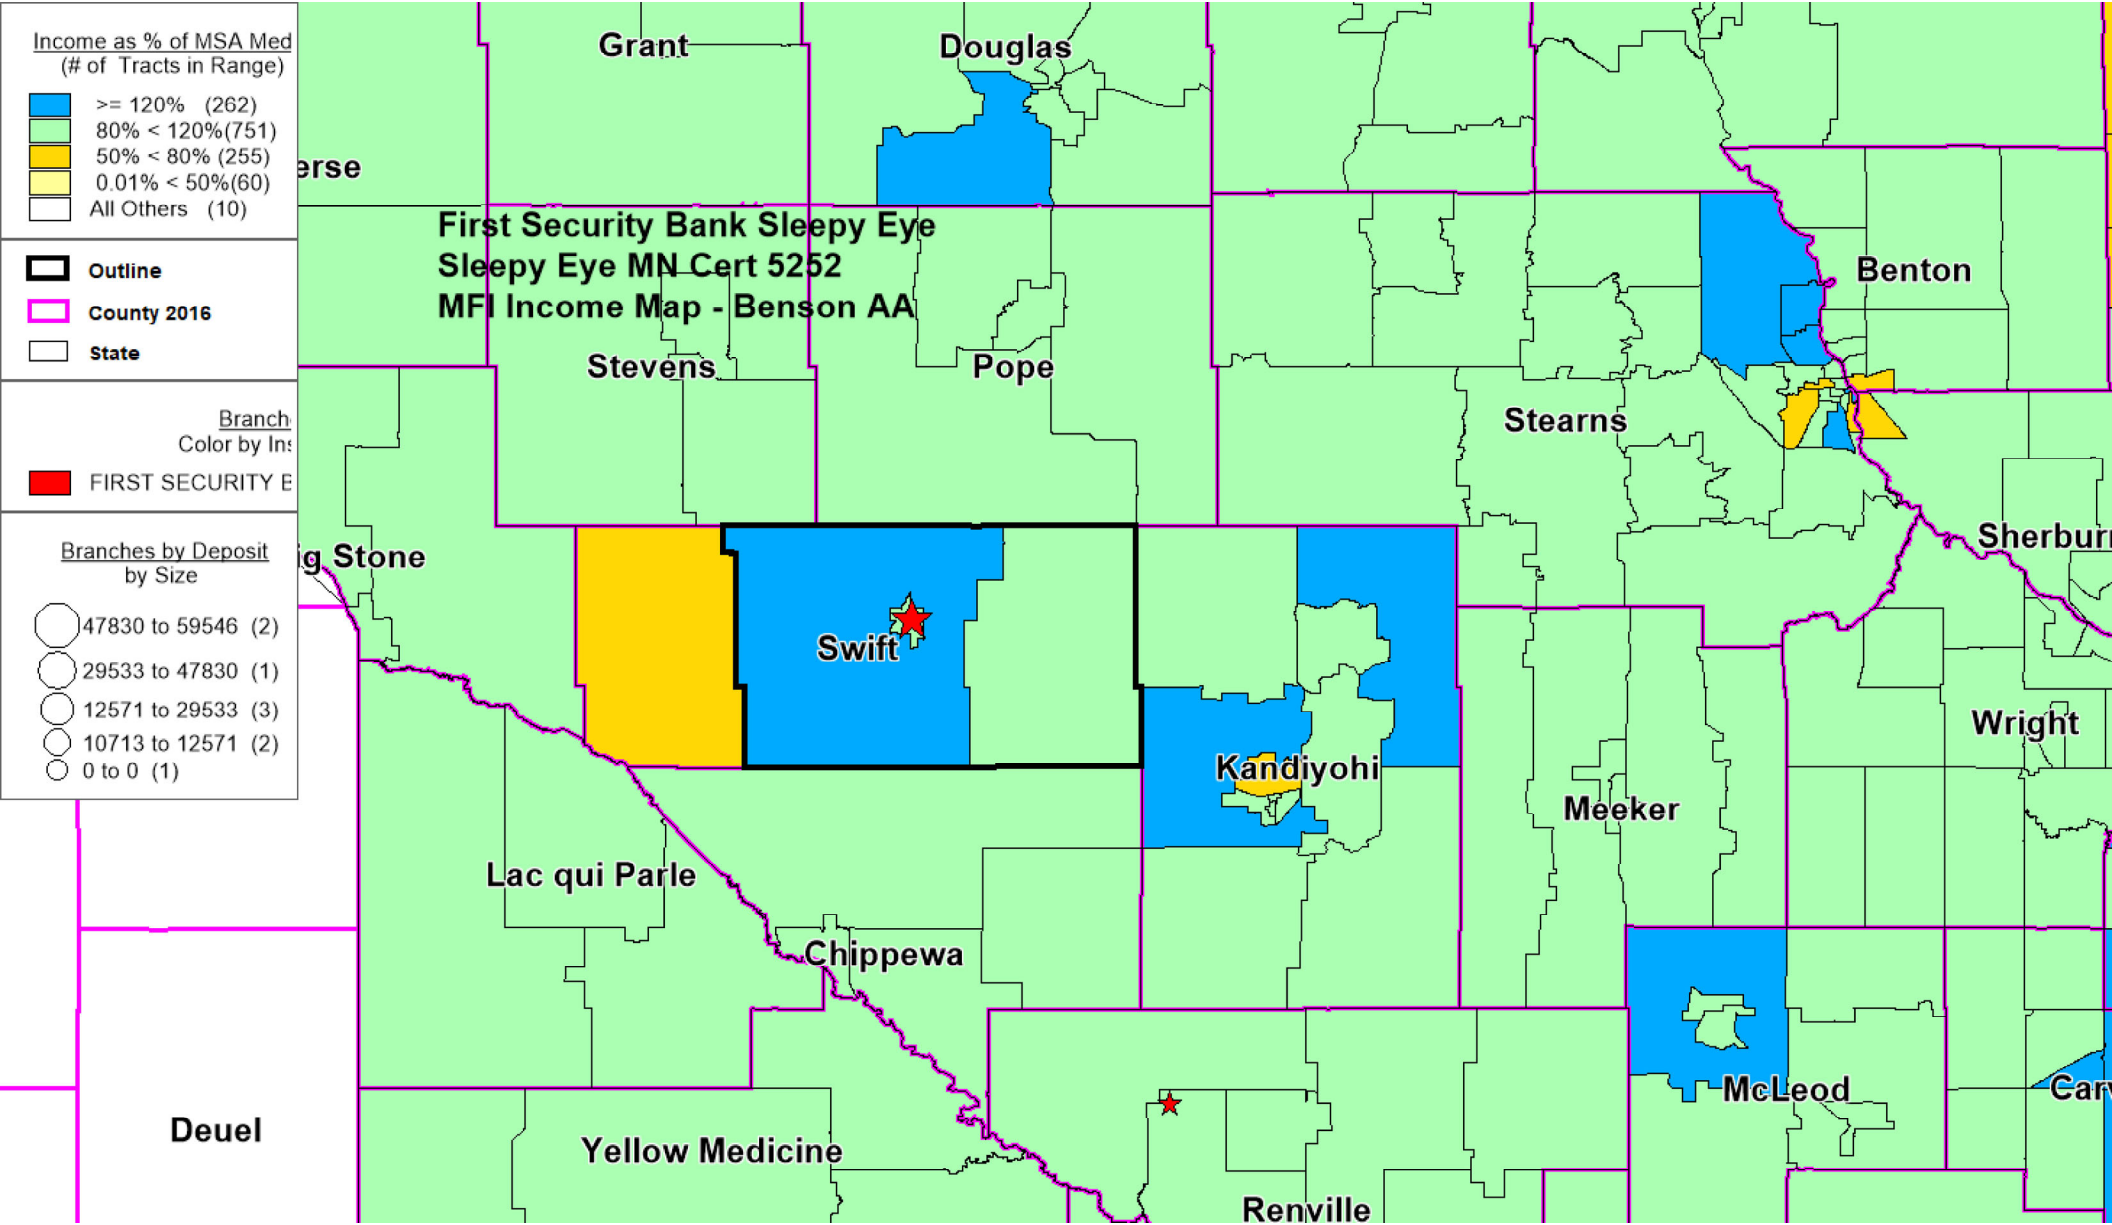 Income as % of MSA Med
(# of Tracts in Range)
>= 120% (262)
80% < 120%(751)
50% < 80% (255)
0.01% < 50%(60)
All Others (10)
Outline
County 2016
State
Branch
Color by Ins
FIRST SECURITY B
Branches by Deposit
by Size
47830 to 59546 (2)
29533 to 47830 (1)
12571 to 29533 (3)
10713 to 12571 (2)
0 to 0 (1)
First Security Bank Sleepy Eye
Sleepy Eye MN Cert 5252
MFI Income Map - Benson AA
Grant
Douglas
erse
Benton
Stevens
Pope
Stearns
Sherburn
ig Stone
Swift
Wright
Kandiyohi
Meeker
Lac qui Parle
Chippewa
McLeod
Carv
Deuel
Yellow Medicine
Renville